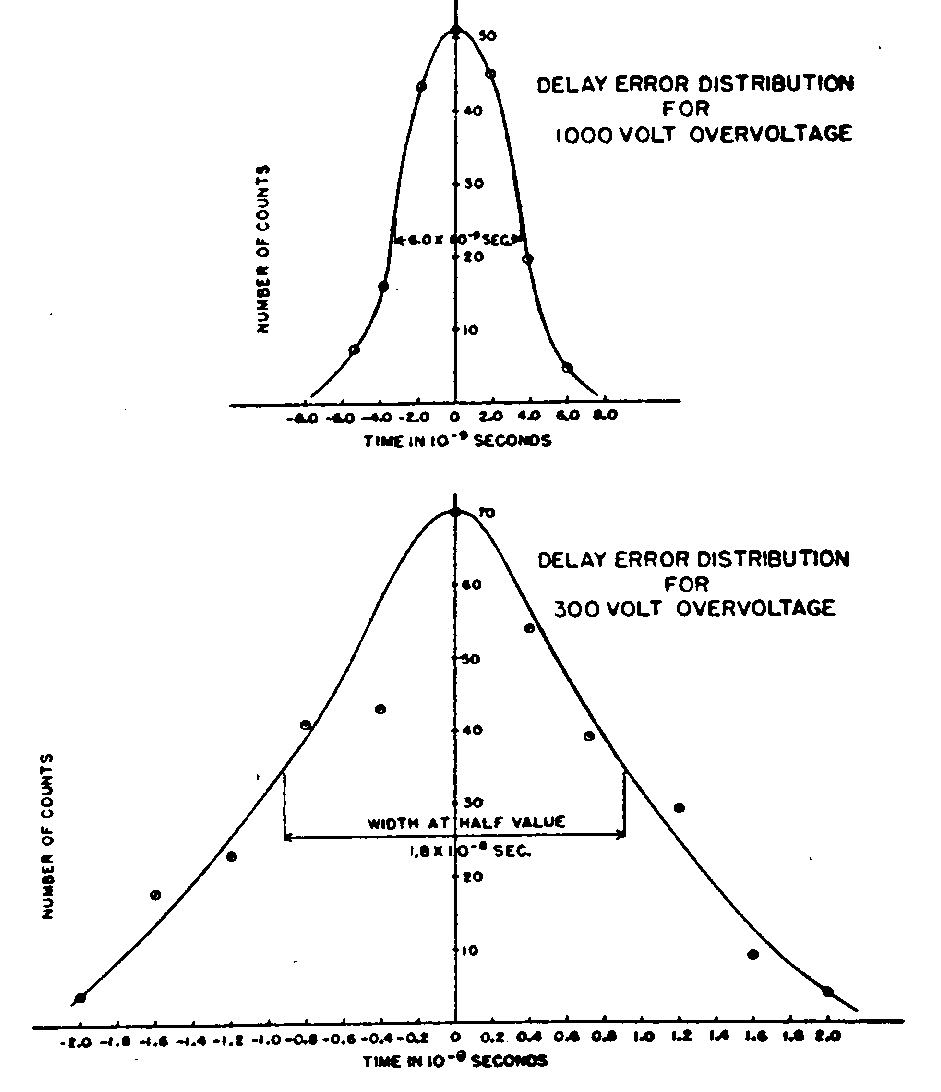 50
DELAY ERROR DISTRIBUTION
FOR
1000 VOLT OVERVOLTAGE
40
30
NUMBER OF COUNTS
20
10
-8.0 -6.0 -4.0 -2.0 0 2.0 4.0 6.0 8.0
TIME IN 10⁻⁹ SECONDS
70
DELAY ERROR DISTRIBUTION
FOR
300 VOLT OVERVOLTAGE
60
50
40
30
NUMBER OF COUNTS
WIDTH AT HALF VALUE
1.8 X 10⁻⁸ SEC.
20
10
-2.0 -1.8 -1.6 -1.4 -1.2 -1.0 -0.8 -0.6 -0.4 -0.2 0 0.2 0.4 0.6 0.8 1.0 1.2 1.4 1.6 1.8 2.0
TIME IN 10⁻⁸ SECONDS